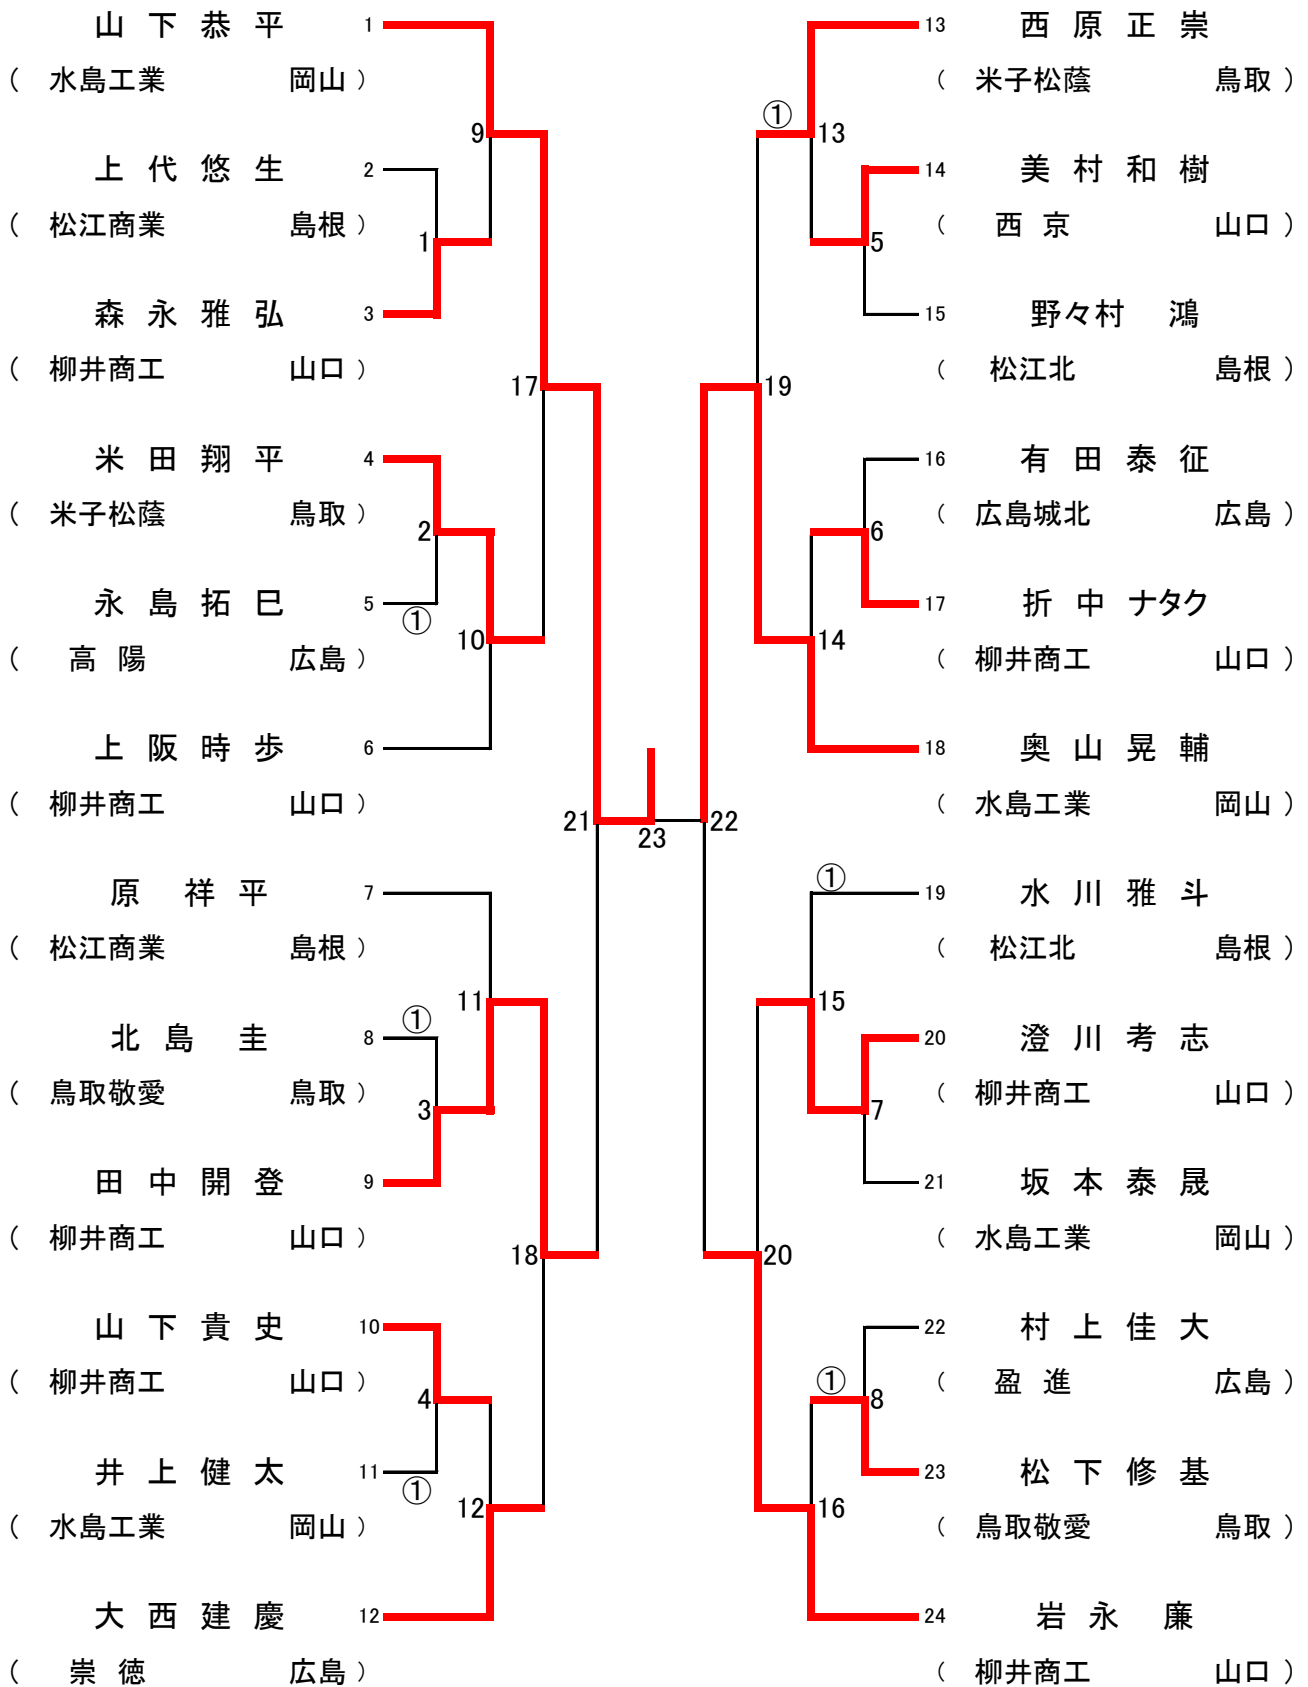 山下恭平 1
( 水島工業 岡山 )
上代悠生 2
( 松江商業 島根 )
森永雅弘 3
( 柳井商工 山口 )
米田翔平 4
( 米子松蔭 鳥取 )
永島拓巳 5
( 高陽 広島 )
上阪時歩 6
( 柳井商工 山口 )
原 祥平 7
( 松江商業 島根 )
北島 圭 8
( 鳥取敬愛 鳥取 )
田中開登 9
( 柳井商工 山口 )
山下貴史 10
( 柳井商工 山口 )
井上健太 11
( 水島工業 岡山 )
大西建慶 12
( 崇徳 広島 )
9
1
17
2
①
10
21
23
22
11
①
3
18
4
①
12
①
13
5
19
6
14
①
15
7
20
①
8
16
13 西原正崇
( 米子松蔭 鳥取 )
14 美村和樹
( 西京 山口 )
15 野々村 鴻
( 松江北 島根 )
16 有田泰征
( 広島城北 広島 )
17 折中ナタク
( 柳井商工 山口 )
18 奥山晃輔
( 水島工業 岡山 )
19 水川雅斗
( 松江北 島根 )
20 澄川考志
( 柳井商工 山口 )
21 坂本泰晟
( 水島工業 岡山 )
22 村上佳大
( 盈進 広島 )
23 松下修基
( 鳥取敬愛 鳥取 )
24 岩永 廉
( 柳井商工 山口 )